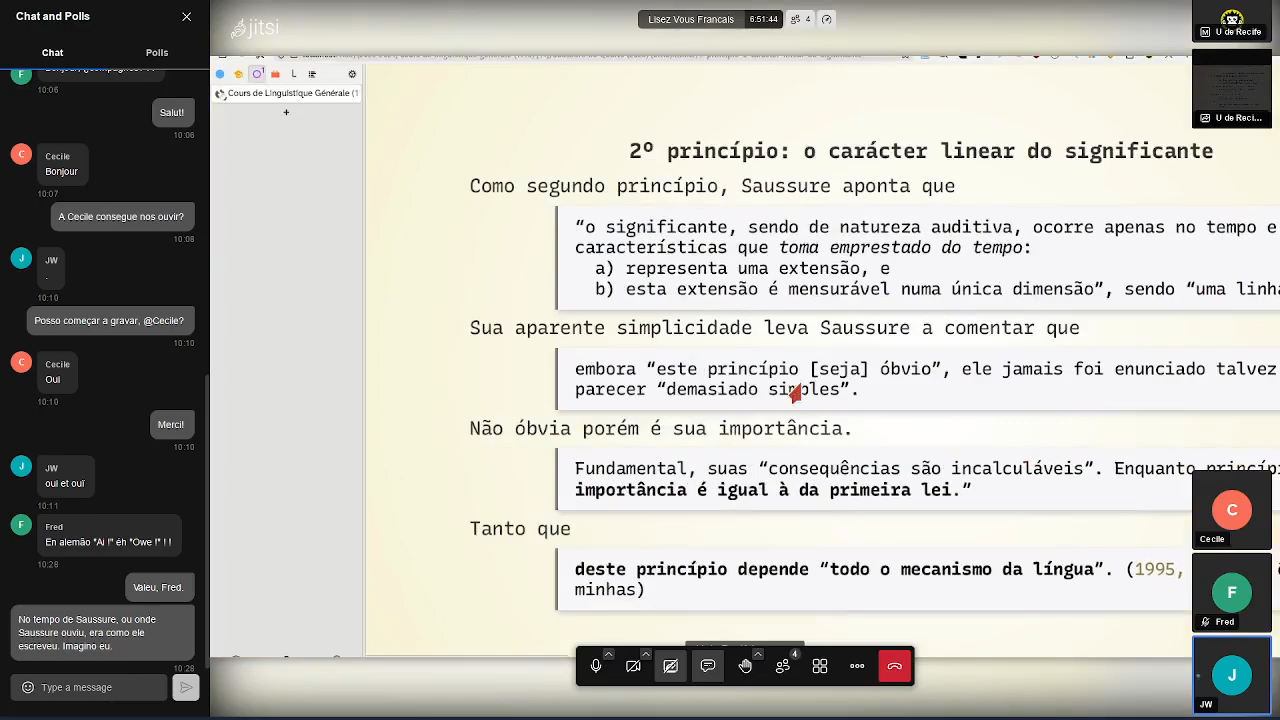 Chat and Polls
Chat
Polls
F
10:06
Salut!
10:06
C
Cecile
Bonjour
10:07
A Cecile consegue nos ouvir?
10:08
J
JW
.
10:10
Posso começar a gravar, @Cecile?
10:10
C
Cecile
Oui
10:10
Merci!
10:10
J
JW
oui et oui
10:11
F
Fred
En alemão "Ai !" éh "Owe !" ! !
10:28
Valeu, Fred.
No tempo de Saussure, ou onde
Saussure ouviu, era como ele
escreveu. Imagino eu.
10:28
Type a message
jitsi
Lisez Vous Francais
6:51:44
4
Cours de Linguistique Générale (1
+
2º princípio: o carácter linear do significante
Como segundo princípio, Saussure aponta que
“o significante, sendo de natureza auditiva, ocorre apenas no tempo e
características que toma emprestado do tempo:
a) representa uma extensão, e
b) esta extensão é mensurável numa única dimensão”, sendo “uma linha
Sua aparente simplicidade leva Saussure a comentar que
embora “este princípio [seja] óbvio”, ele jamais foi enunciado talvez
parecer “demasiado simples”.
Não óbvia porém é sua importância.
Fundamental, suas “consequências são incalculáveis”. Enquanto princípi
importância é igual à da primeira lei.”
Tanto que
deste princípio depende “todo o mecanismo da língua”. (1995,
minhas)
4
M
U de Recife
U de Reci...
C
Cecile
F
Fred
J
JW